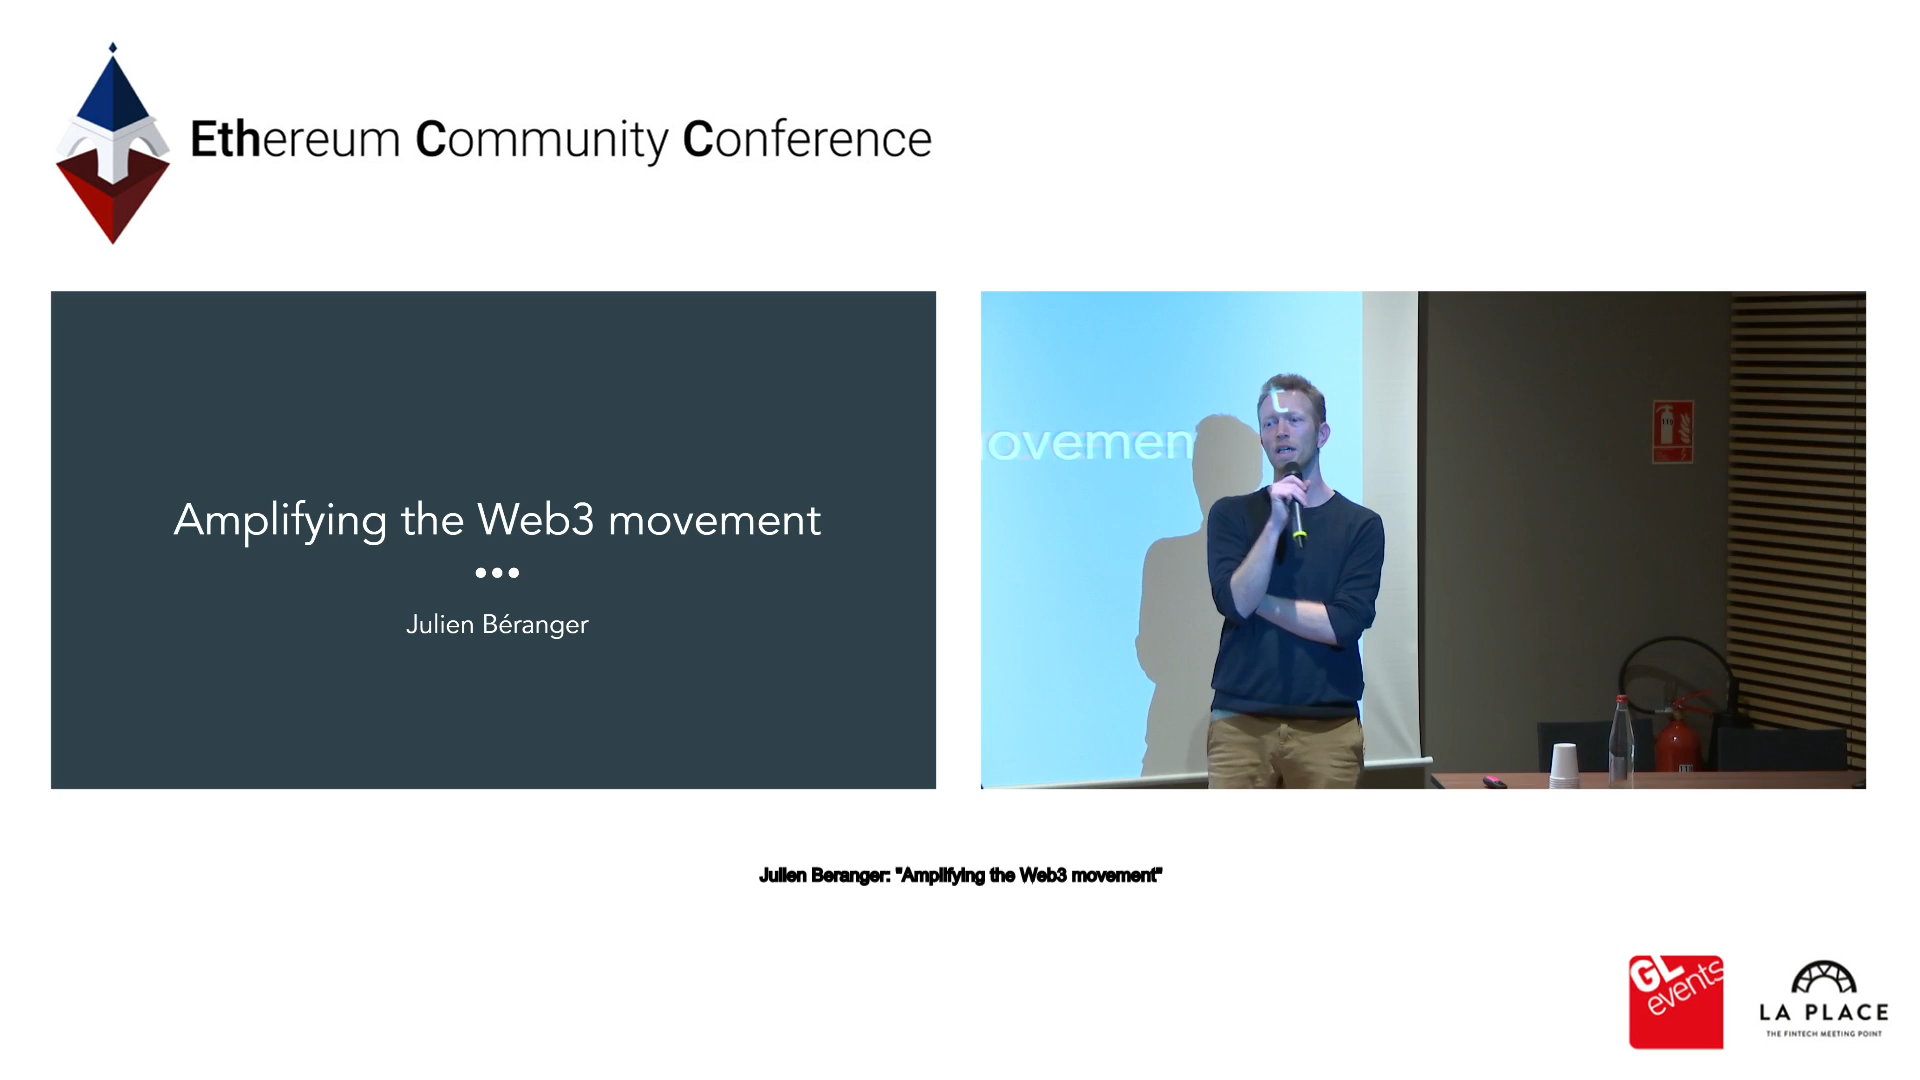 Ethereum Community Conference
Amplifying the Web3 movement
Julien Béranger
t
ovemen
Julien Beranger: "Amplifying the Web3 movement"
GL
events
LA PLACE
THE FINTECH MEETING POINT